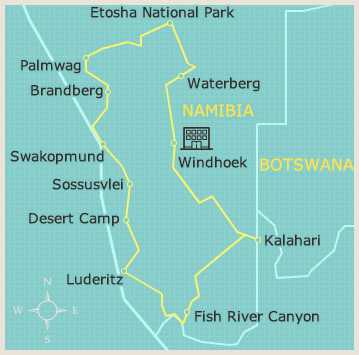 Etosha National Park
Palmwag
Waterberg
Brandberg
NAMIBIA
Swakopmund
Windhoek
BOTSWANA
Sossusvlei
Desert Camp
Kalahari
Luderitz
N
W E
S
Fish River Canyon